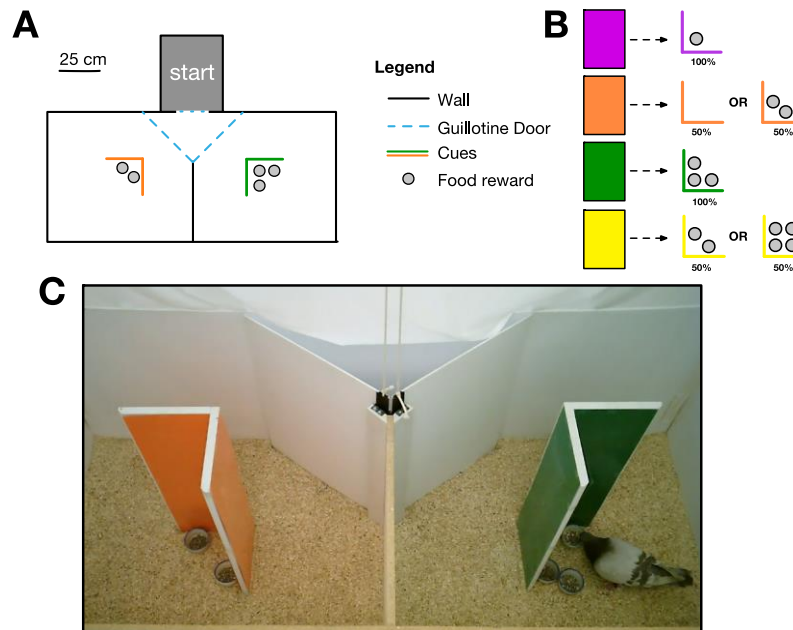 A
25 cm
start
Legend
Wall
Guillotine Door
Cues
Food reward
B
100%
OR
50%
50%
100%
OR
50%
50%
C